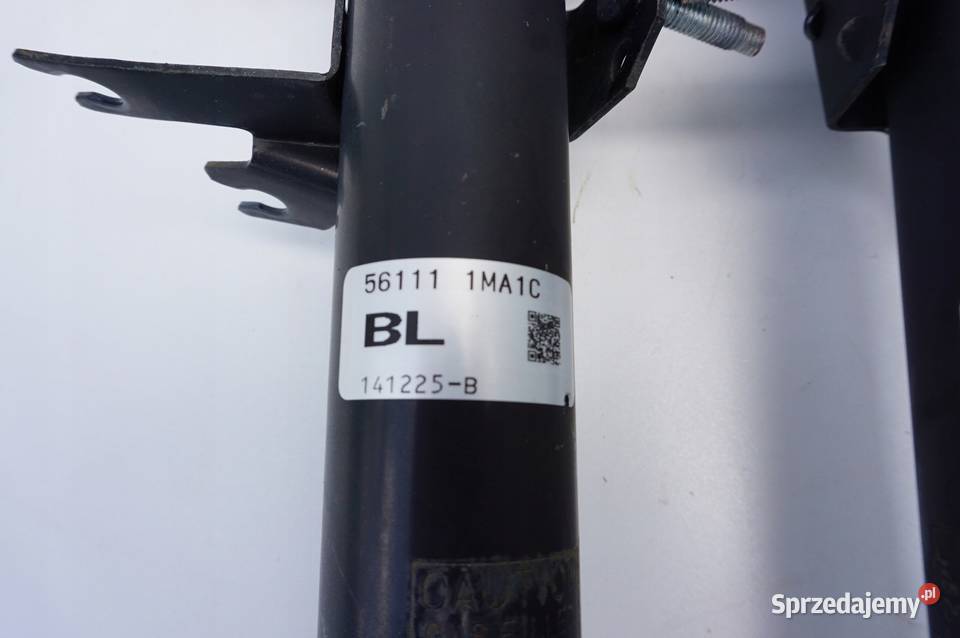 56111 1MA1C
BL
141225-B
Sprzedajemy.pl